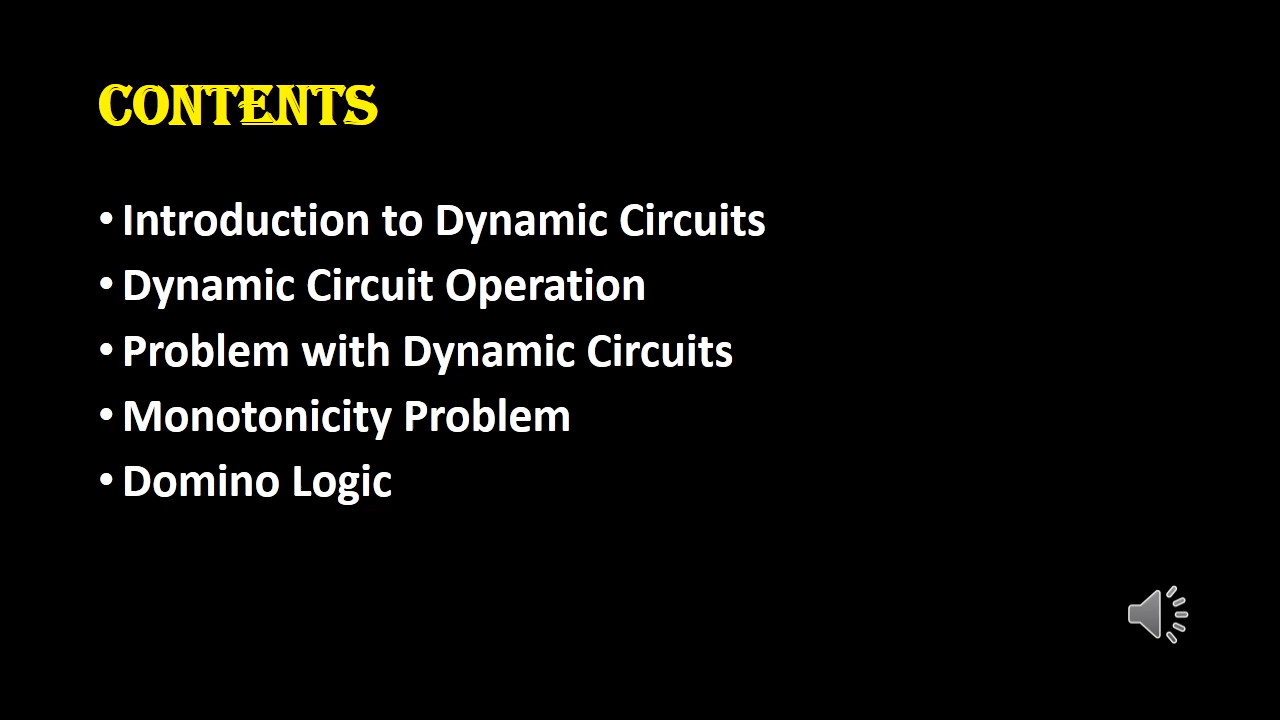 CONTENTS
• Introduction to Dynamic Circuits
• Dynamic Circuit Operation
• Problem with Dynamic Circuits
• Monotonicity Problem
• Domino Logic